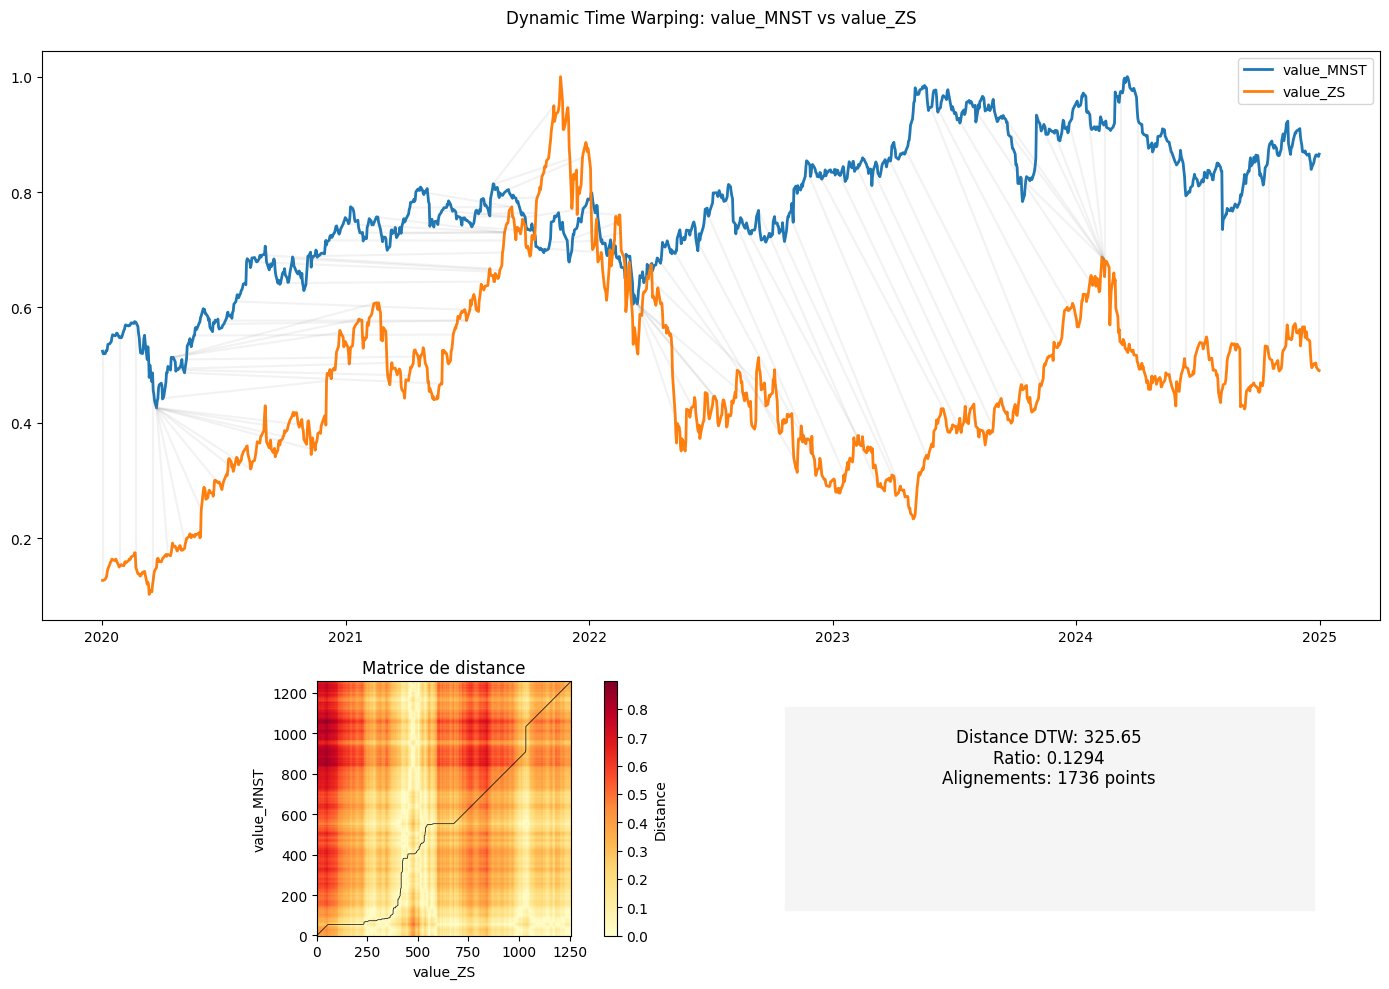 Dynamic Time Warping: value_MNST vs value_ZS
value_MNST
value_ZS
1.0
0.8
0.6
0.4
0.2
2020 2021 2022 2023 2024 2025
Matrice de distance
value_MNST
1200
1000
800
600
400
200
0
0 250 500 750 1000 1250
value_ZS
0.8
0.7
0.6
0.5
0.4
0.3
0.2
0.1
0.0
Distance
Distance DTW: 325.65
Ratio: 0.1294
Alignements: 1736 points